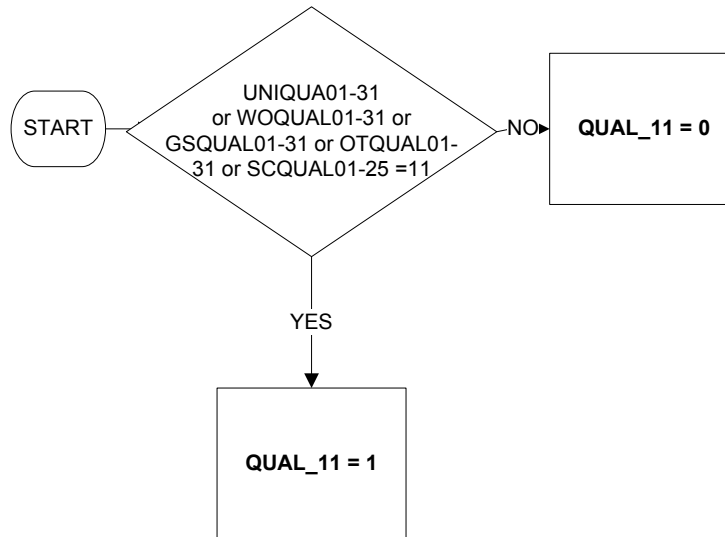 START
UNIQUA01-31
or WOQUAL01-31 or
GSQUAL01-31 or OTQUAL01-
31 or SCQUAL01-25 =11
NO
QUAL_11 = 0
YES
QUAL_11 = 1